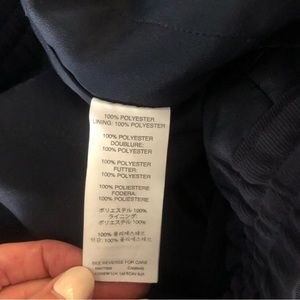 100% POLYESTER
LINING: 100% POLYESTER
100% POLYESTER
DOUBLURE:
100% POLYESTER
100% POLYESTER
FUTTER:
100% POLYESTER
100% POLIESTERE
FODERA:
100% POLIESTERE
ポリエステル 100%
ライニング
ポリエステル 100%
SEE REVERSE FOR CARE